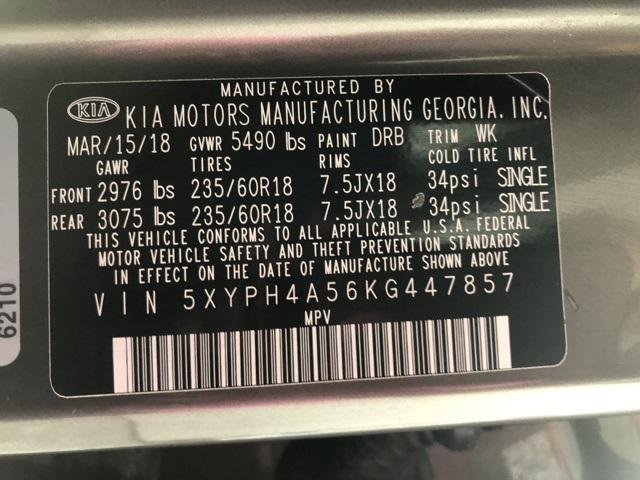 MANUFACTURED BY
KIA KIA MOTORS MANUFACTURING GEORGIA, INC.
MAR/15/18 GVWR 5490 lbs PAINT DRB TRIM WK
GAWR TIRES RIMS COLD TIRE INFL
FRONT 2976 lbs 235/60R18 7.5JX18 34psi SINGLE
REAR 3075 lbs 235/60R18 7.5JX18 34psi SINGLE
THIS VEHICLE CONFORMS TO ALL APPLICABLE U.S.A. FEDERAL
MOTOR VEHICLE SAFETY AND THEFT PREVENTION STANDARDS
IN EFFECT ON THE DATE OF MANUFACTURE SHOWN ABOVE
VIN 5XYPH4A56KG447857
MPV
6210